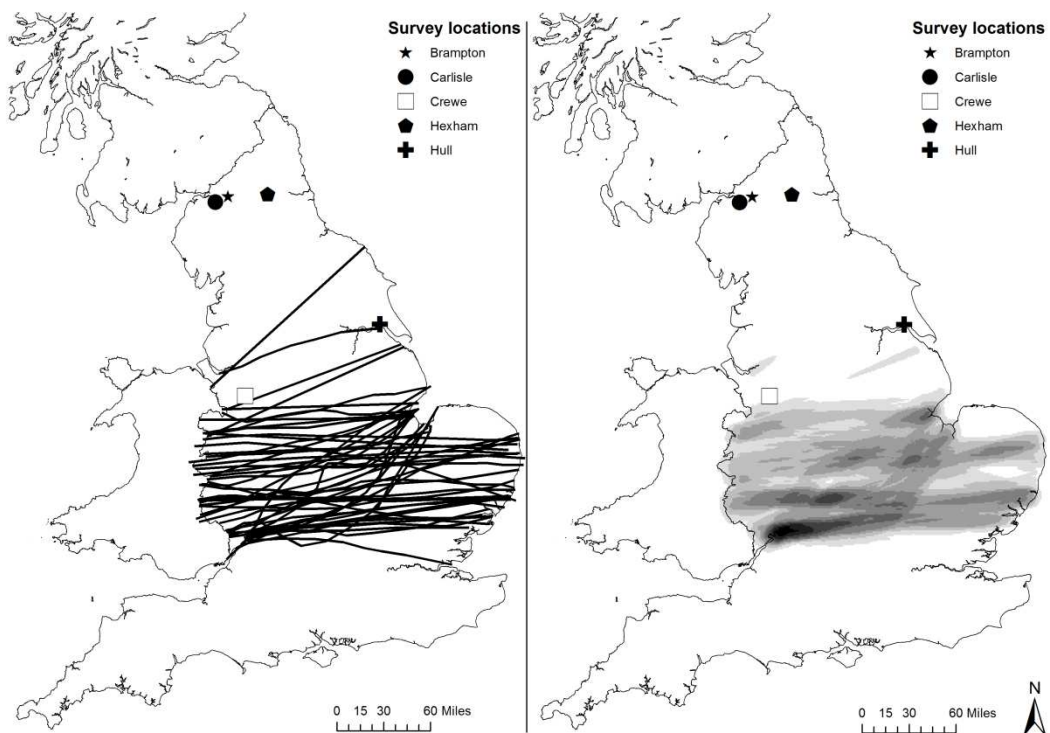 Survey locations
Brampton
Carlisle
Crewe
Hexham
Hull
0 15 30 60 Miles
Survey locations
Brampton
Carlisle
Crewe
Hexham
Hull
N
0 15 30 60 Miles